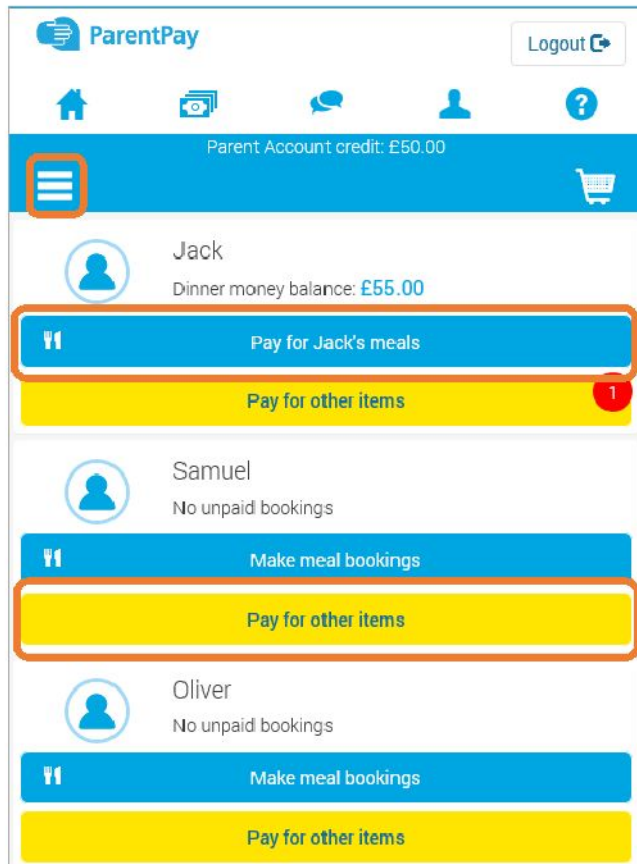 ParentPay
Logout
Parent Account credit: £50.00
Jack
Dinner money balance: £55.00
Pay for Jack's meals
Pay for other items
1
Samuel
No unpaid bookings
Make meal bookings
Pay for other items
Oliver
No unpaid bookings
Make meal bookings
Pay for other items